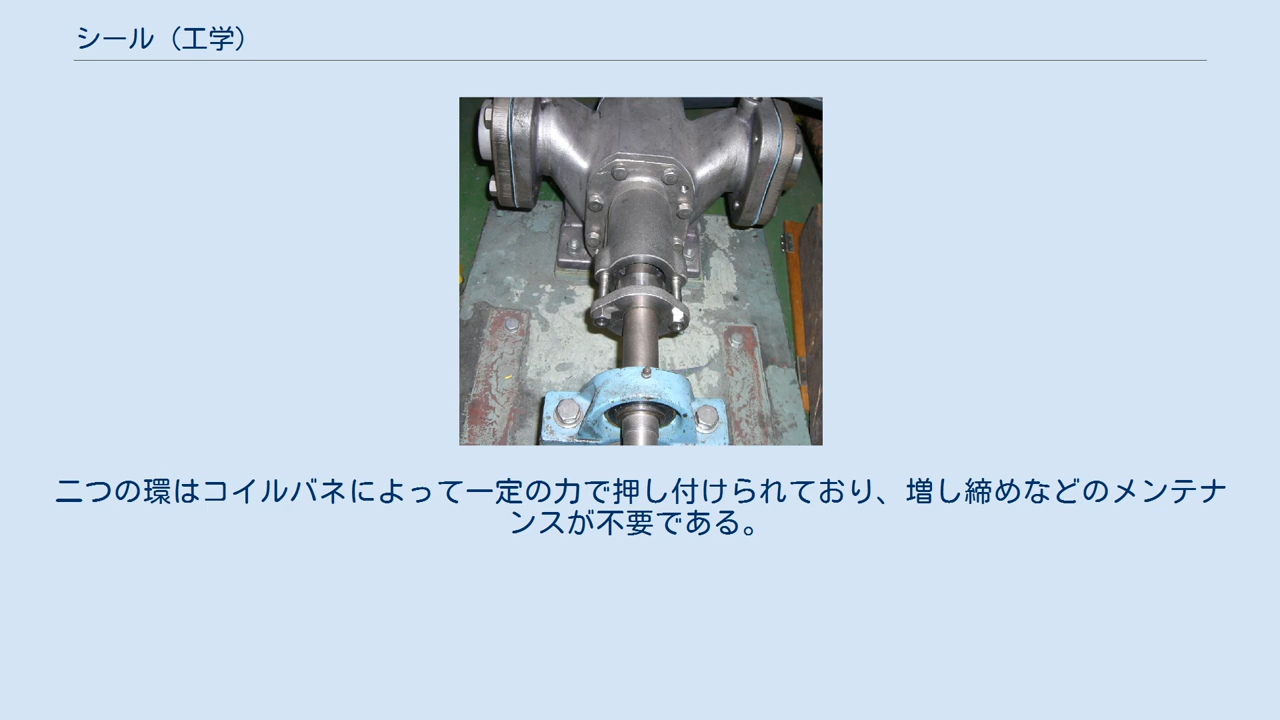 シール（工学）
二つの環はコイルバネによって一定の力で押し付けられており、増し締めなどのメンテナ
ンスが不要である。